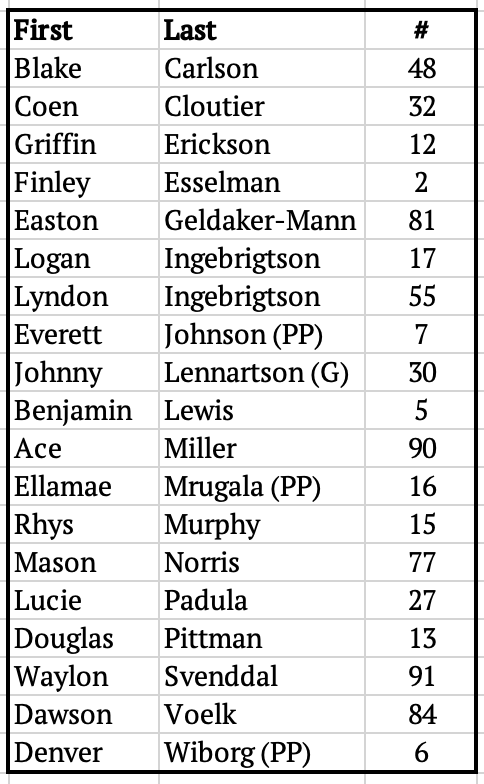 First Last #
Blake Carlson 48
Coen Cloutier 32
Griffin Erickson 12
Finley Esselman 2
Easton Geldaker-Mann 81
Logan Ingebrigtson 17
Lyndon Ingebrigtson 55
Everett Johnson (PP) 7
Johnny Lennartson (G) 30
Benjamin Lewis 5
Ace Miller 90
Ellamae Mrugala (PP) 16
Rhys Murphy 15
Mason Norris 77
Lucie Padula 27
Douglas Pittman 13
Waylon Svenddal 91
Dawson Voelk 84
Denver Wiborg (PP) 6